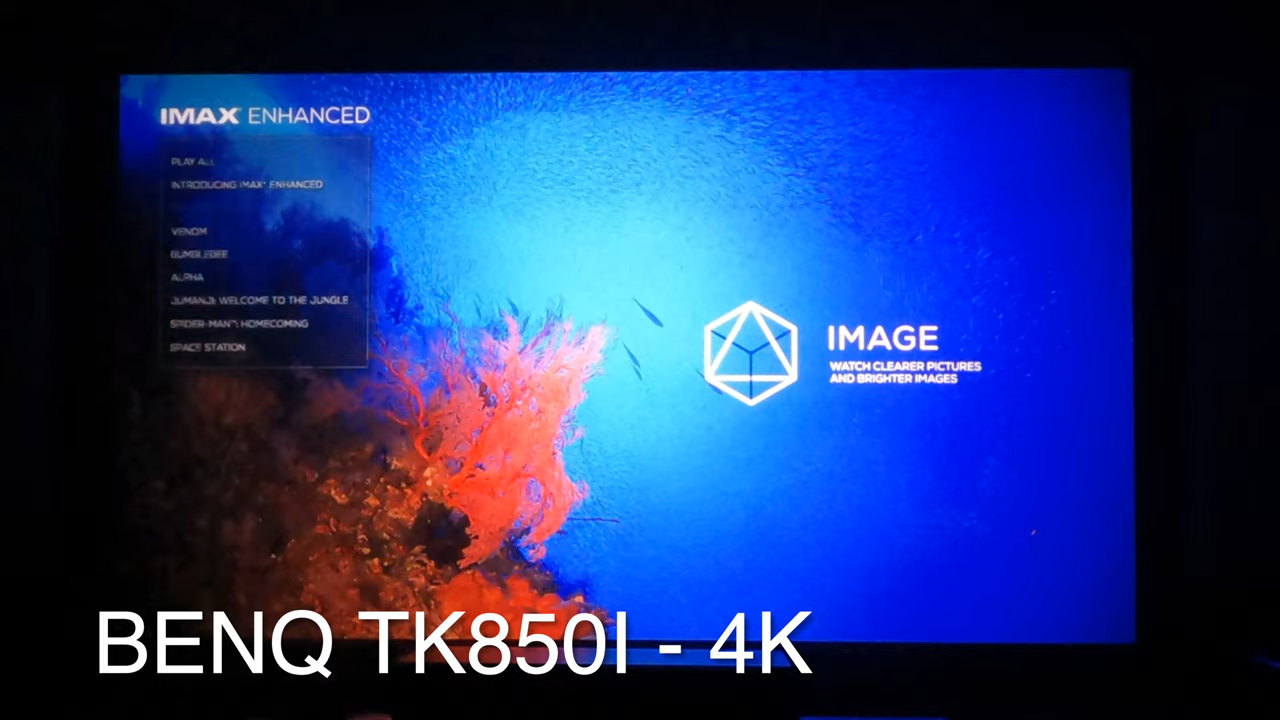 IMAX® ENHANCED
PLAY ALL
INTRODUCING IMAX® ENHANCED
VENOM
BUMBLEBEE
ALPHA
JUMANJI: WELCOME TO THE JUNGLE
SPIDER-MAN™: HOMECOMING
SPACE STATION
IMAGE
WATCH CLEARER PICTURES
AND BRIGHTER IMAGES
BENQ TK850I - 4K